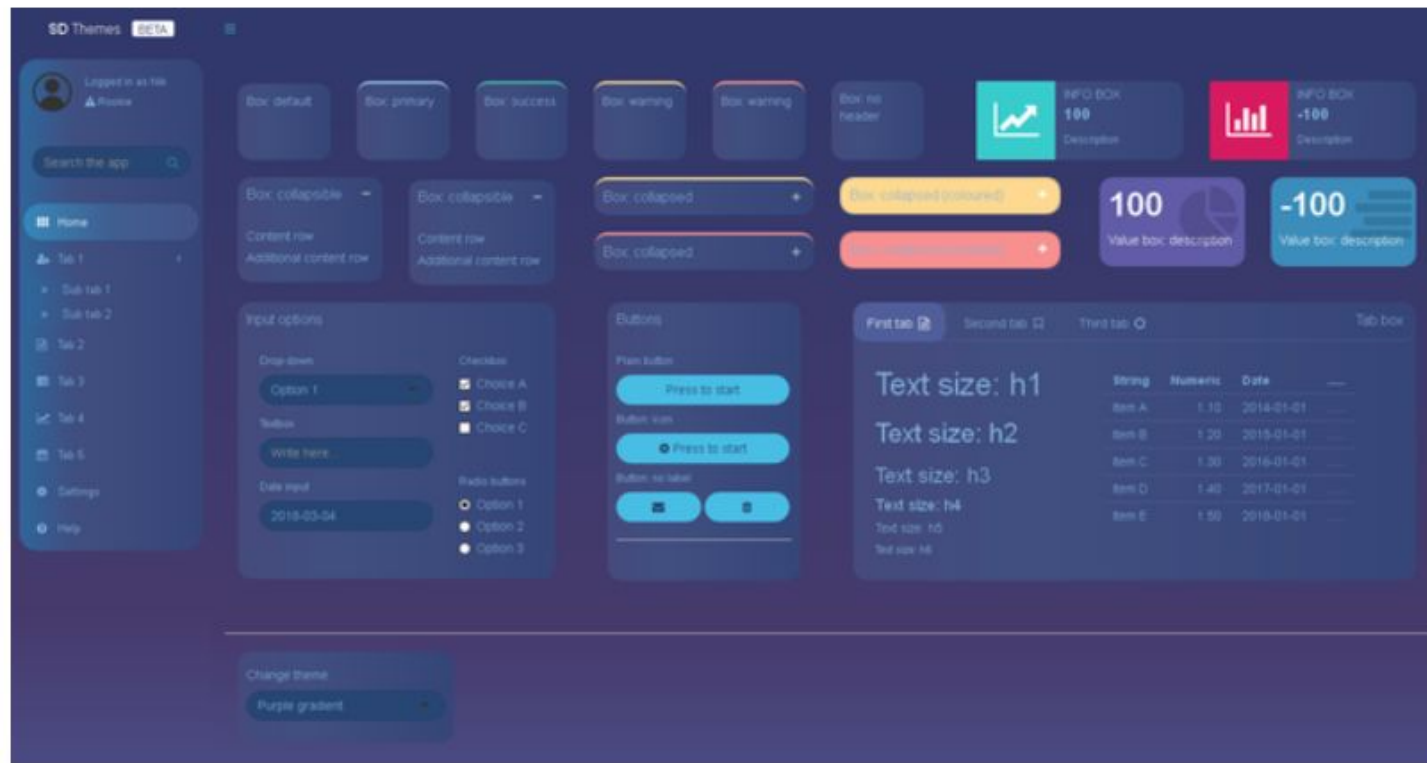 SD Themes BETA
Logged in as NIk
Rookie
Search the app
Home
Tab 1
Sub tab 1
Sub tab 2
Tab 2
Tab 3
Tab 4
Tab 5
Settings
Help
Box: default
Box: primary
Box: success
Box: warning
Box: warning
Box: no
header
INFO BOX
100
Description
INFO BOX
-100
Description
Box: collapsible
Content row
Additional content row
Box: collapsible
Content row
Additional content row
Box: collapsed
Box: collapsed
Box: collapsed (coloured)
100
Value box: description
-100
Value box: description
Input options
Drop down
Option 1
Textbox
Write here...
Date input
2018-03-04
Checkbox
Choice A
Choice B
Choice C
Radio buttons
Option 1
Option 2
Option 3
Buttons
Plain button
Press to start
Button: icon
Press to start
Button: no label
First tab Second tab Third tab Tab box
Text size: h1
Text size: h2
Text size: h3
Text size: h4
Text size: h5
Text size: h6
String Numeric Date
Item A 1.10 2014-01-01
Item B 1.20 2015-01-01
Item C 1.30 2016-01-01
Item D 1.40 2017-01-01
Item E 1.50 2018-01-01
Change theme
Purple gradient